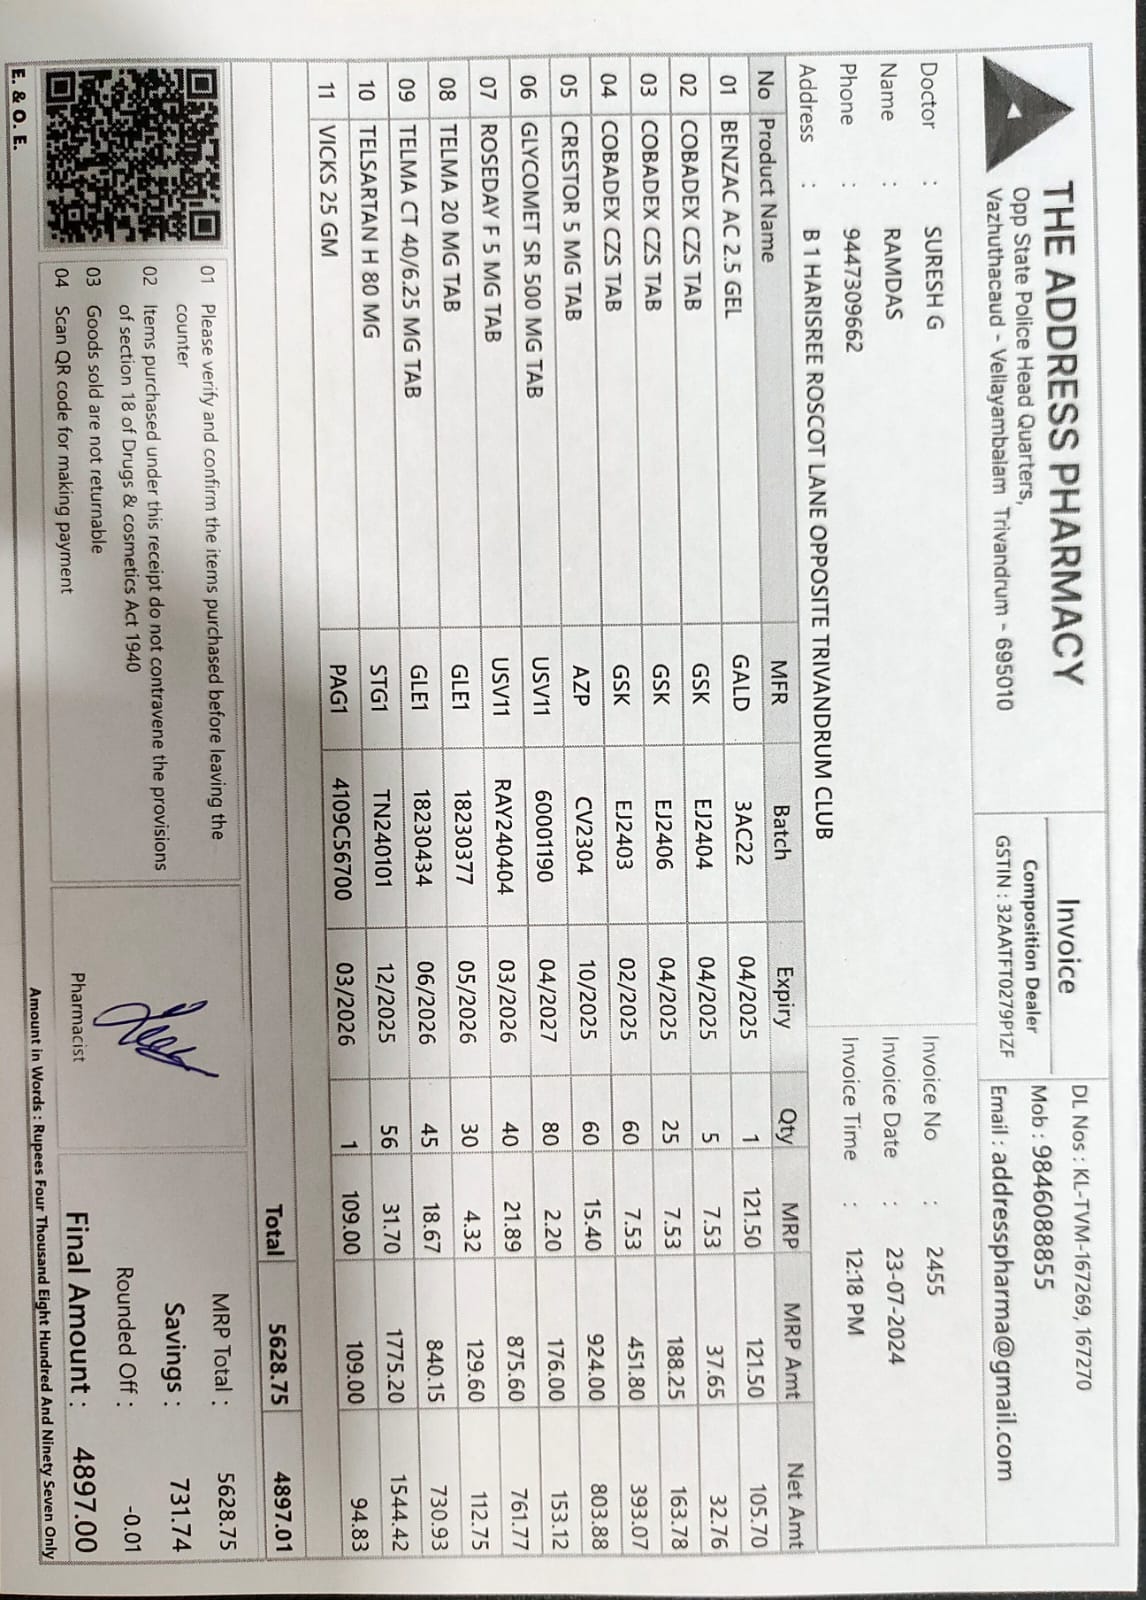 THE ADDRESS PHARMACY
Opp State Police Head Quarters,
Vazhuthacaud - Vellayambalam Trivandrum - 695010
Invoice
Composition Dealer
GSTIN : 32AATFT0279P1ZF
DL Nos : KL-TVM-167269, 167270
Mob : 9846088855
Email : addresspharma@gmail.com
Doctor : SURESH G
Name : RAMDAS
Phone : 9447309662
Address : B 1 HARISREE ROSCOT LANE OPPOSITE TRIVANDRUM CLUB
Invoice No : 2455
Invoice Date : 23-07-2024
Invoice Time : 12:18 PM
No Product Name MFR Batch Expiry Qty MRP MRP Amt Net Amt
01 BENZAC AC 2.5 GEL GALD 3AC22 04/2025 1 121.50 121.50 105.70
02 COBADEX CZS TAB GSK EJ2404 04/2025 5 7.53 37.65 32.76
03 COBADEX CZS TAB GSK EJ2406 04/2025 25 7.53 188.25 163.78
04 COBADEX CZS TAB GSK EJ2403 02/2025 60 7.53 451.80 393.07
05 CRESTOR 5 MG TAB AZP CV2304 10/2025 60 15.40 924.00 803.88
06 GLYCOMET SR 500 MG TAB USV11 60001190 04/2027 80 2.20 176.00 153.12
07 ROSEDAY F 5 MG TAB USV11 RAY240404 03/2026 40 21.89 875.60 761.77
08 TELMA 20 MG TAB GLE1 18230377 05/2026 30 4.32 129.60 112.75
09 TELMA CT 40/6.25 MG TAB GLE1 18230434 06/2026 45 18.67 840.15 730.93
10 TELSARTAN H 80 MG STG1 TN240101 12/2025 56 31.70 1775.20 1544.42
11 VICKS 25 GM PAG1 4109C56700 03/2026 1 109.00 109.00 94.83
Total 5628.75 4897.01
01 Please verify and confirm the items purchased before leaving the
counter
02 Items purchased under this receipt do not contravene the provisions
of section 18 of Drugs & cosmetics Act 1940
03 Goods sold are not returnable
04 Scan QR code for making payment
Pharmacist
MRP Total : 5628.75
Savings : 731.74
Rounded Off : -0.01
Final Amount : 4897.00
Amount in Words : Rupees Four Thousand Eight Hundred And Ninety Seven Only
E. & O. E.